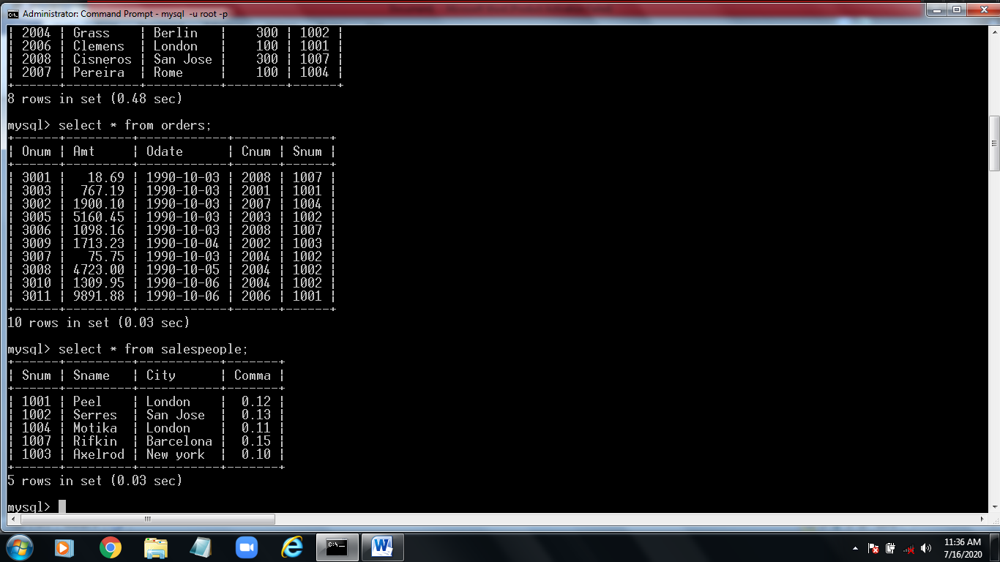 Administrator: Command Prompt - mysql -u root -p
| 2004 | Grass    | Berlin   |    300 | 1002 |
| 2006 | Clemens  | London   |    100 | 1001 |
| 2008 | Cisneros | San Jose |    300 | 1007 |
| 2007 | Pereira  | Rome     |    100 | 1004 |
+------+----------+----------+--------+------+
8 rows in set (0.48 sec)
mysql> select * from orders;
+------+---------+------------+------+------+
| Onum | Amt     | Odate      | Cnum | Snum |
+------+---------+------------+------+------+
| 3001 |   18.69 | 1990-10-03 | 2008 | 1007 |
| 3003 |  767.19 | 1990-10-03 | 2001 | 1001 |
| 3002 | 1900.10 | 1990-10-03 | 2007 | 1004 |
| 3005 | 5160.45 | 1990-10-03 | 2003 | 1002 |
| 3006 | 1098.16 | 1990-10-03 | 2008 | 1007 |
| 3009 | 1713.23 | 1990-10-04 | 2002 | 1003 |
| 3007 |   75.75 | 1990-10-03 | 2004 | 1002 |
| 3008 | 4723.00 | 1990-10-05 | 2004 | 1002 |
| 3010 | 1309.95 | 1990-10-06 | 2004 | 1002 |
| 3011 | 9891.88 | 1990-10-06 | 2006 | 1001 |
+------+---------+------------+------+------+
10 rows in set (0.03 sec)
mysql> select * from salespeople;
+------+---------+-----------+-------+
| Snum | Sname   | City      | Comma |
+------+---------+-----------+-------+
| 1001 | Peel    | London    |  0.12 |
| 1002 | Serres  | San Jose  |  0.13 |
| 1004 | Motika  | London    |  0.11 |
| 1007 | Rifkin  | Barcelona |  0.15 |
| 1003 | Axelrod | New york  |  0.10 |
+------+---------+-----------+-------+
5 rows in set (0.03 sec)
mysql>
11:36 AM
7/16/2020